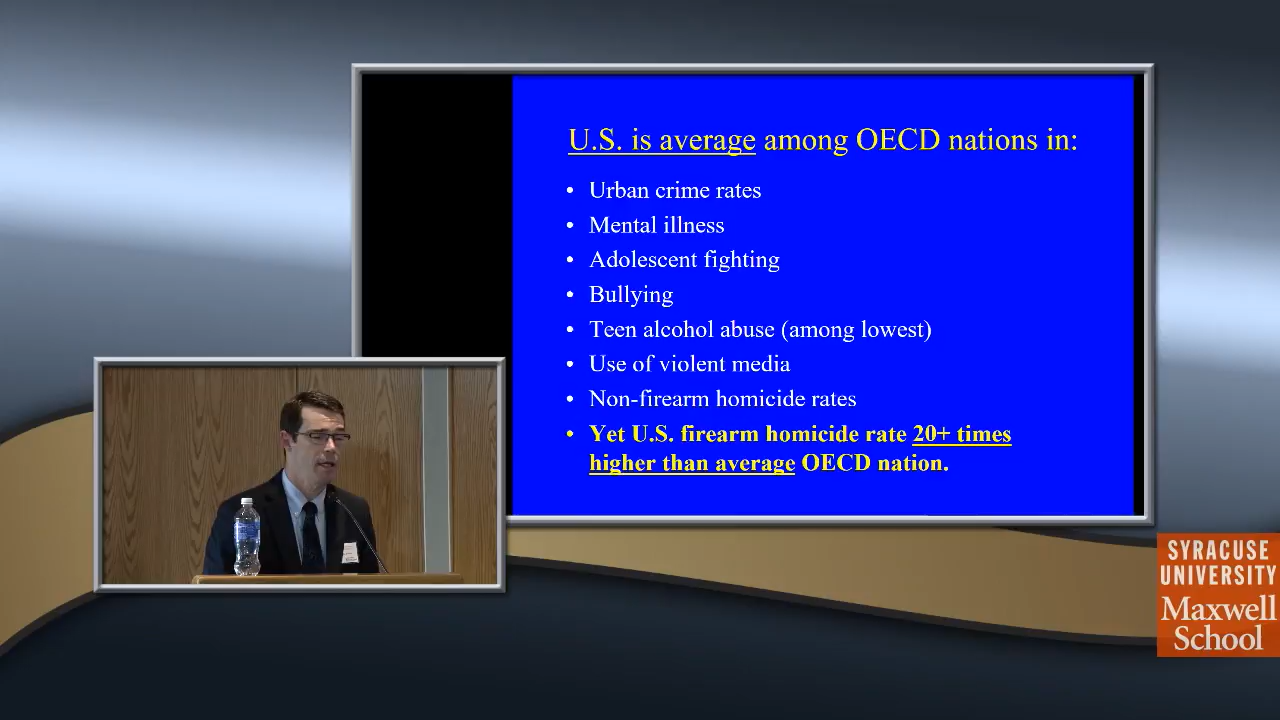 U.S. is average among OECD nations in:
• Urban crime rates
• Mental illness
• Adolescent fighting
• Bullying
• Teen alcohol abuse (among lowest)
• Use of violent media
• Non-firearm homicide rates
• Yet U.S. firearm homicide rate 20+ times
higher than average OECD nation.
SYRACUSE
UNIVERSITY
Maxwell
School